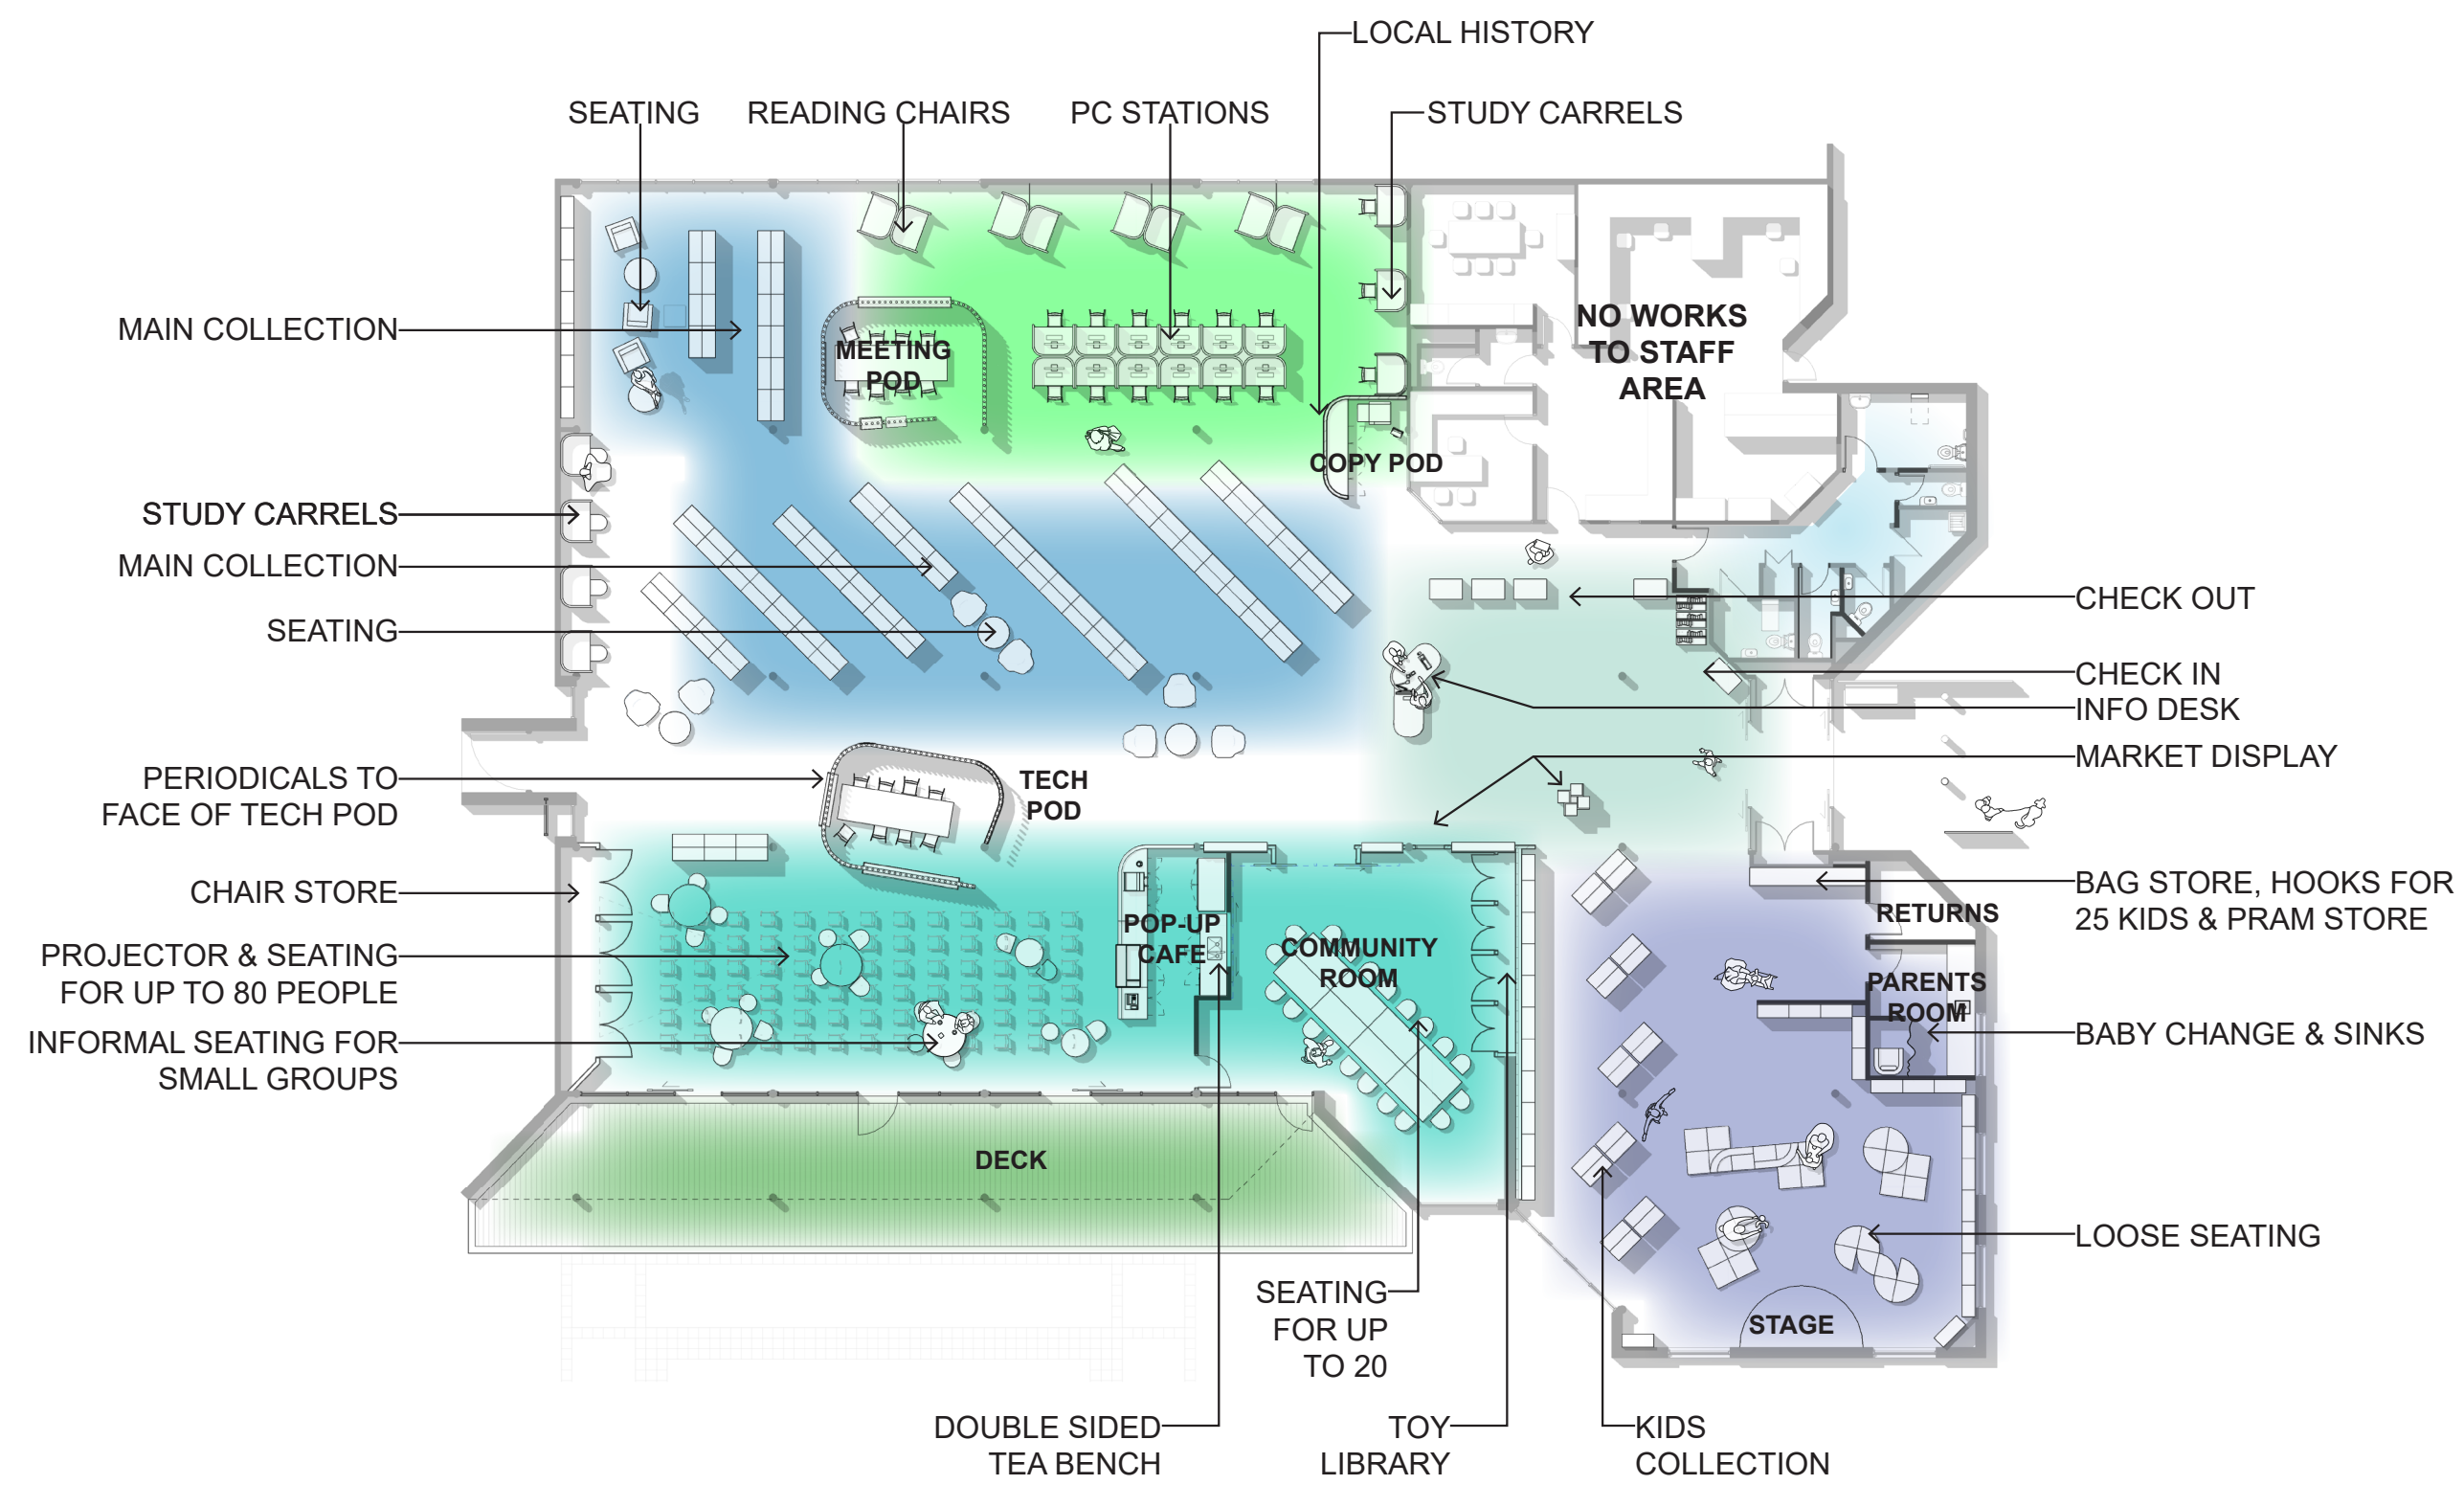 LOCAL HISTORY
SEATING
READING CHAIRS
PC STATIONS
STUDY CARRELS
MAIN COLLECTION
NO WORKS
TO STAFF
AREA
MEETING
POD
COPY POD
STUDY CARRELS
MAIN COLLECTION
SEATING
CHECK OUT
CHECK IN
INFO DESK
MARKET DISPLAY
PERIODICALS TO
FACE OF TECH POD
TECH
POD
CHAIR STORE
BAG STORE, HOOKS FOR
25 KIDS & PRAM STORE
RETURNS
POP-UP
CAFE
COMMUNITY
ROOM
PROJECTOR & SEATING
FOR UP TO 80 PEOPLE
PARENTS
ROOM
INFORMAL SEATING FOR
SMALL GROUPS
BABY CHANGE & SINKS
DECK
LOOSE SEATING
SEATING
FOR UP
TO 20
STAGE
DOUBLE SIDED
TEA BENCH
TOY
LIBRARY
KIDS
COLLECTION